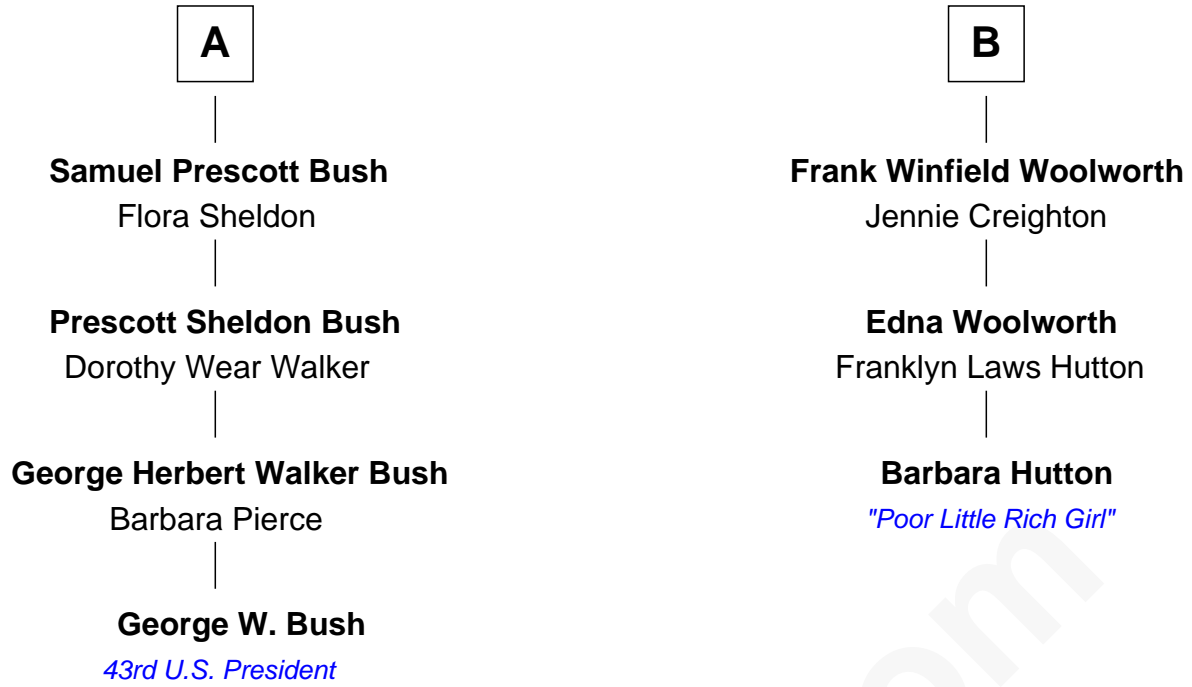 A
Samuel Prescott Bush
Flora Sheldon
Prescott Sheldon Bush
Dorothy Wear Walker
George Herbert Walker Bush
Barbara Pierce
George W. Bush
43rd U.S. President
B
Frank Winfield Woolworth
Jennie Creighton
Edna Woolworth
Franklyn Laws Hutton
Barbara Hutton
"Poor Little Rich Girl"
om